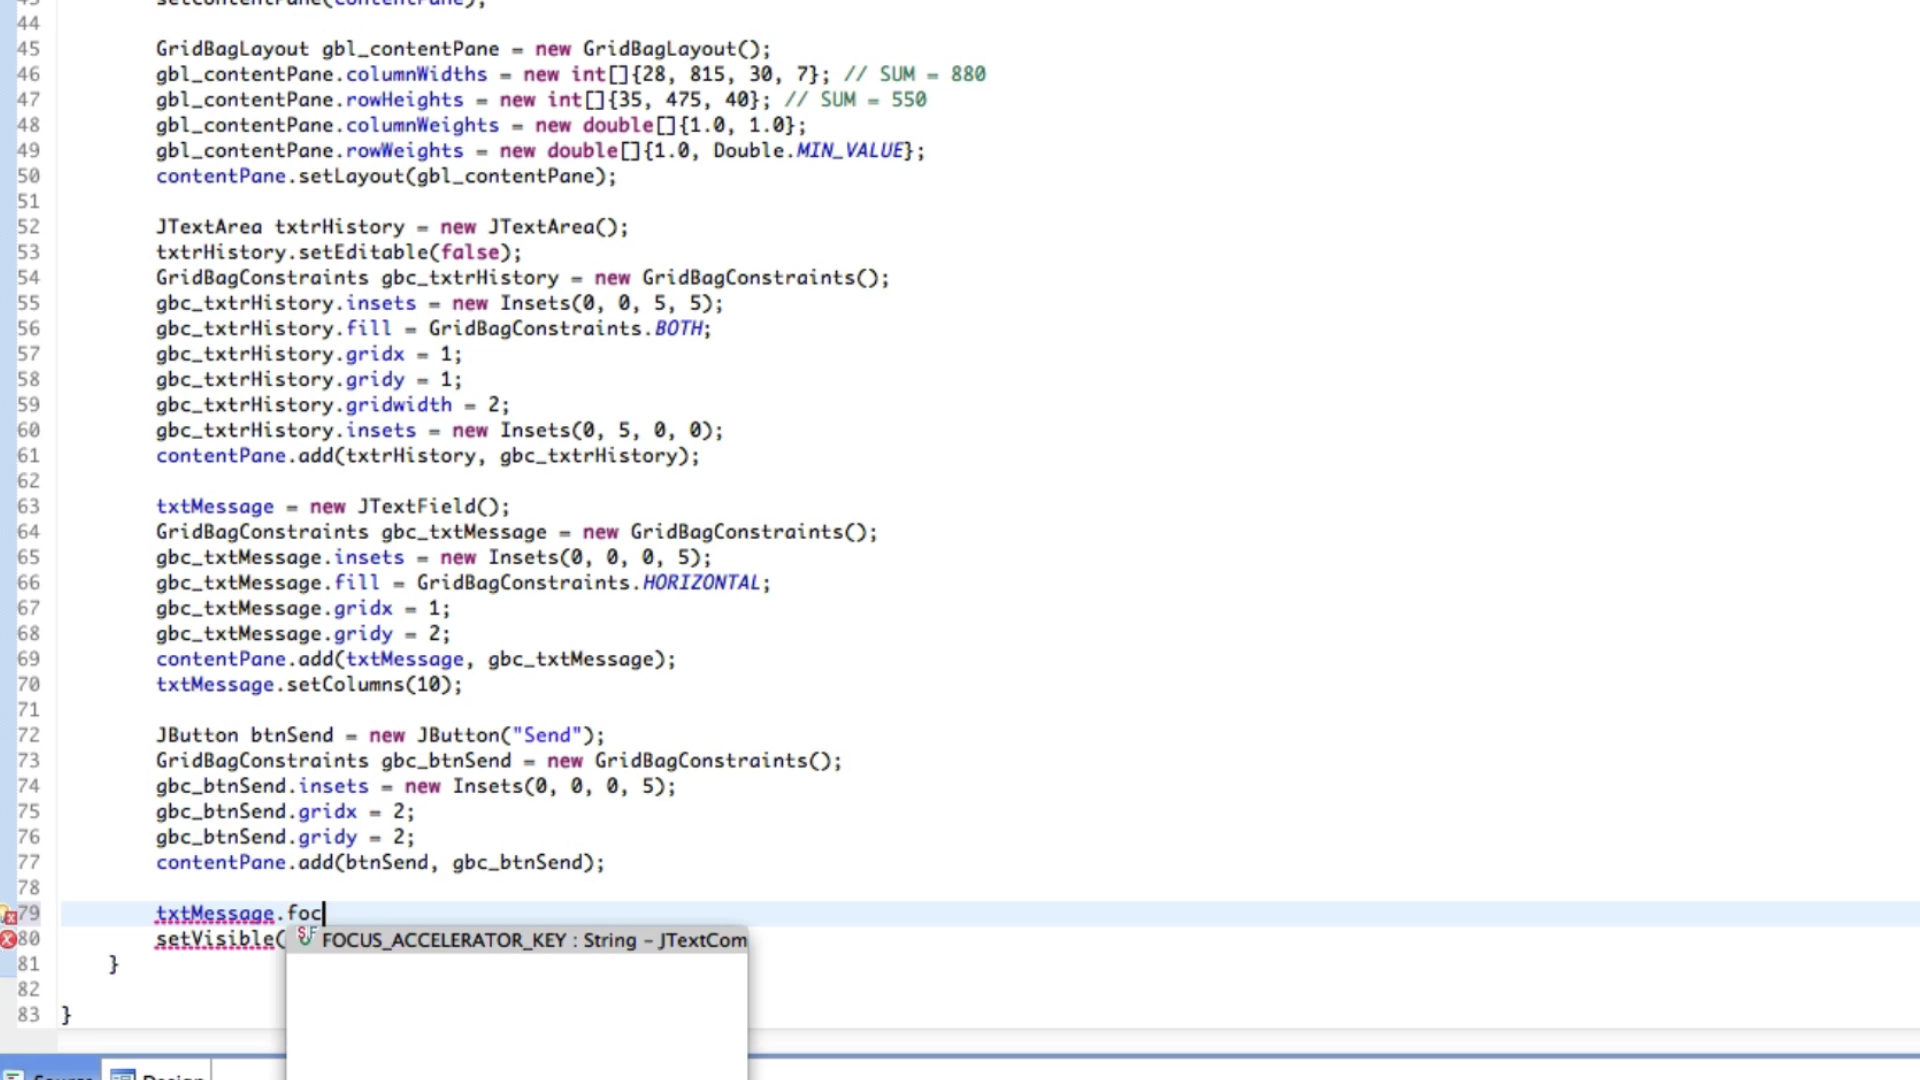 setContentPane(contentPane);
44
45 GridBagLayout gbl_contentPane = new GridBagLayout();
46 gbl_contentPane.columnWidths = new int[]{28, 815, 30, 7}; // SUM = 880
47 gbl_contentPane.rowHeights = new int[]{35, 475, 40}; // SUM = 550
48 gbl_contentPane.columnWeights = new double[]{1.0, 1.0};
49 gbl_contentPane.rowWeights = new double[]{1.0, Double.MIN_VALUE};
50 contentPane.setLayout(gbl_contentPane);
51
52 JTextArea txtrHistory = new JTextArea();
53 txtrHistory.setEditable(false);
54 GridBagConstraints gbc_txtrHistory = new GridBagConstraints();
55 gbc_txtrHistory.insets = new Insets(0, 0, 5, 5);
56 gbc_txtrHistory.fill = GridBagConstraints.BOTH;
57 gbc_txtrHistory.gridx = 1;
58 gbc_txtrHistory.gridy = 1;
59 gbc_txtrHistory.gridwidth = 2;
60 gbc_txtrHistory.insets = new Insets(0, 5, 0, 0);
61 contentPane.add(txtrHistory, gbc_txtrHistory);
62
63 txtMessage = new JTextField();
64 GridBagConstraints gbc_txtMessage = new GridBagConstraints();
65 gbc_txtMessage.insets = new Insets(0, 0, 0, 5);
66 gbc_txtMessage.fill = GridBagConstraints.HORIZONTAL;
67 gbc_txtMessage.gridx = 1;
68 gbc_txtMessage.gridy = 2;
69 contentPane.add(txtMessage, gbc_txtMessage);
70 txtMessage.setColumns(10);
71
72 JButton btnSend = new JButton("Send");
73 GridBagConstraints gbc_btnSend = new GridBagConstraints();
74 gbc_btnSend.insets = new Insets(0, 0, 0, 5);
75 gbc_btnSend.gridx = 2;
76 gbc_btnSend.gridy = 2;
77 contentPane.add(btnSend, gbc_btnSend);
78
79 txtMessage.foc
80 setVisible(
FOCUS_ACCELERATOR_KEY : String – JTextCom
81 }
82
83 }
Source Design